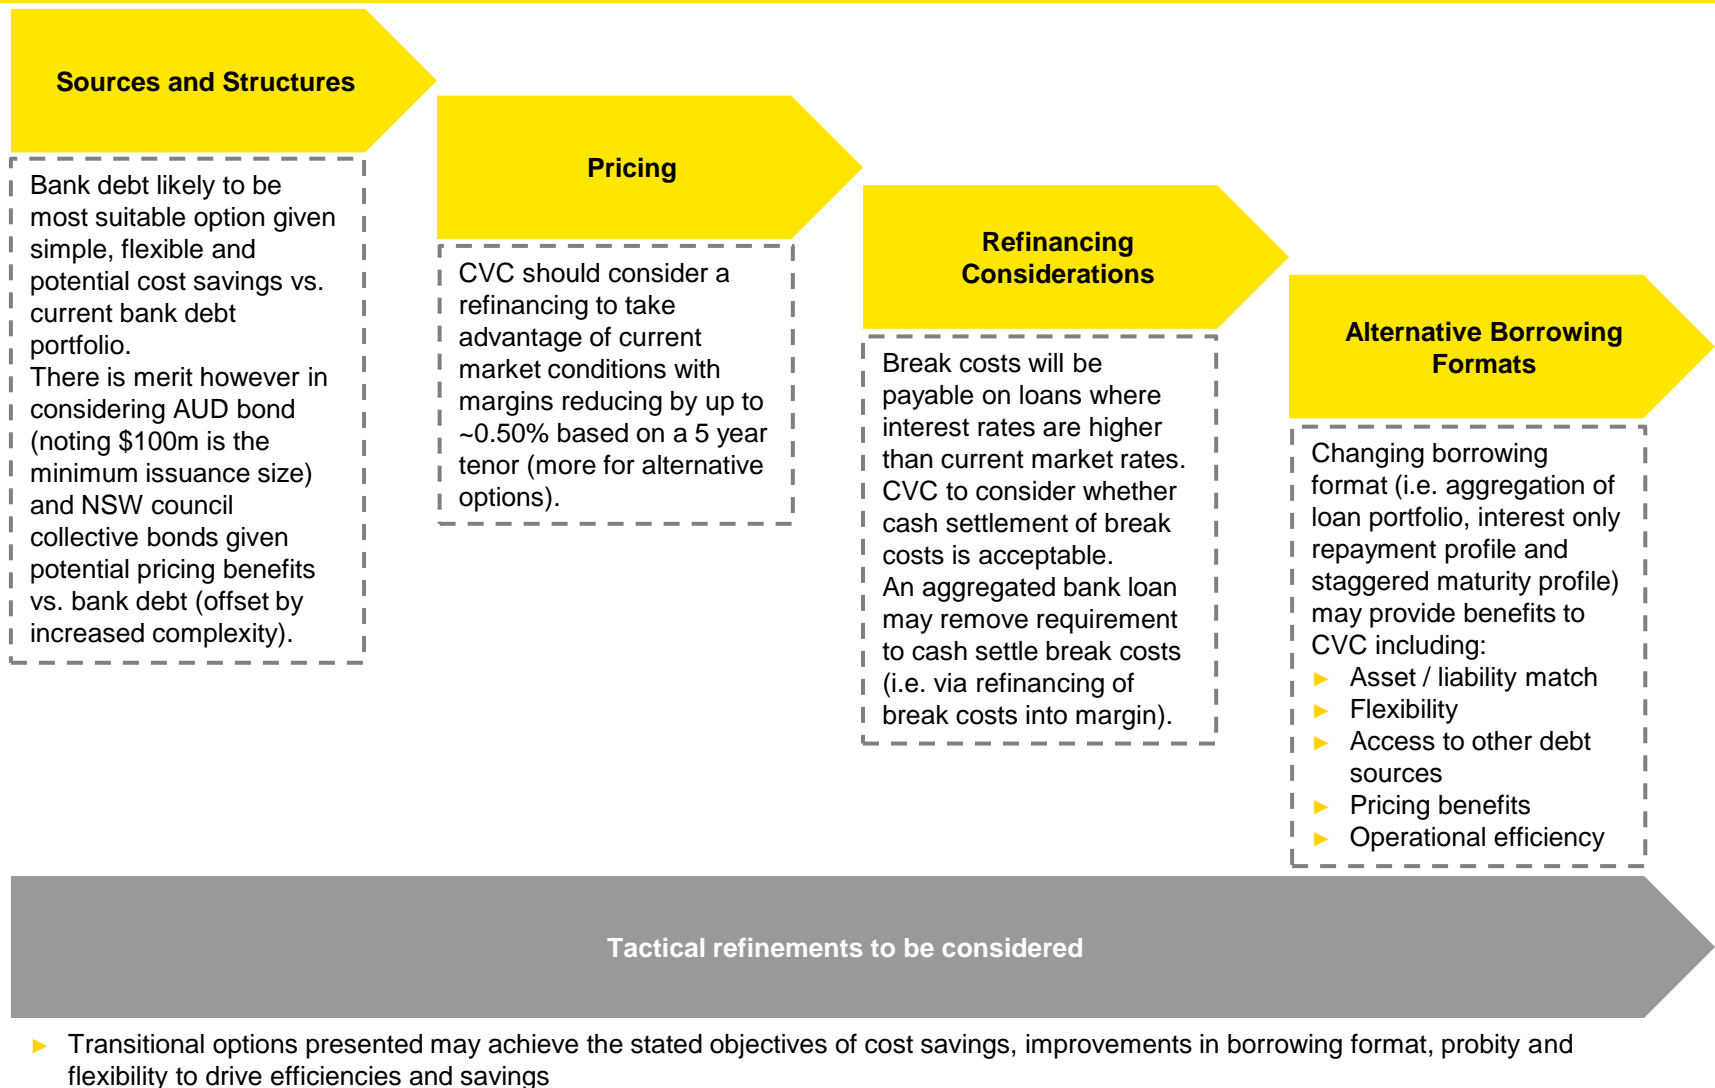 Sources and Structures
Bank debt likely to be
most suitable option given
simple, flexible and
potential cost savings vs.
current bank debt
portfolio.
There is merit however in
considering AUD bond
(noting $100m is the
minimum issuance size)
and NSW council
collective bonds given
potential pricing benefits
vs. bank debt (offset by
increased complexity).
Pricing
CVC should consider a
refinancing to take
advantage of current
market conditions with
margins reducing by up to
~0.50% based on a 5 year
tenor (more for alternative
options).
Refinancing
Considerations
Break costs will be
payable on loans where
interest rates are higher
than current market rates.
CVC to consider whether
cash settlement of break
costs is acceptable.
An aggregated bank loan
may remove requirement
to cash settle break costs
(i.e. via refinancing of
break costs into margin).
Alternative Borrowing
Formats
Changing borrowing
format (i.e. aggregation of
loan portfolio, interest only
repayment profile and
staggered maturity profile)
may provide benefits to
CVC including:
► Asset / liability match
► Flexibility
► Access to other debt
sources
► Pricing benefits
► Operational efficiency
Tactical refinements to be considered
► Transitional options presented may achieve the stated objectives of cost savings, improvements in borrowing format, probity and
flexibility to drive efficiencies and savings